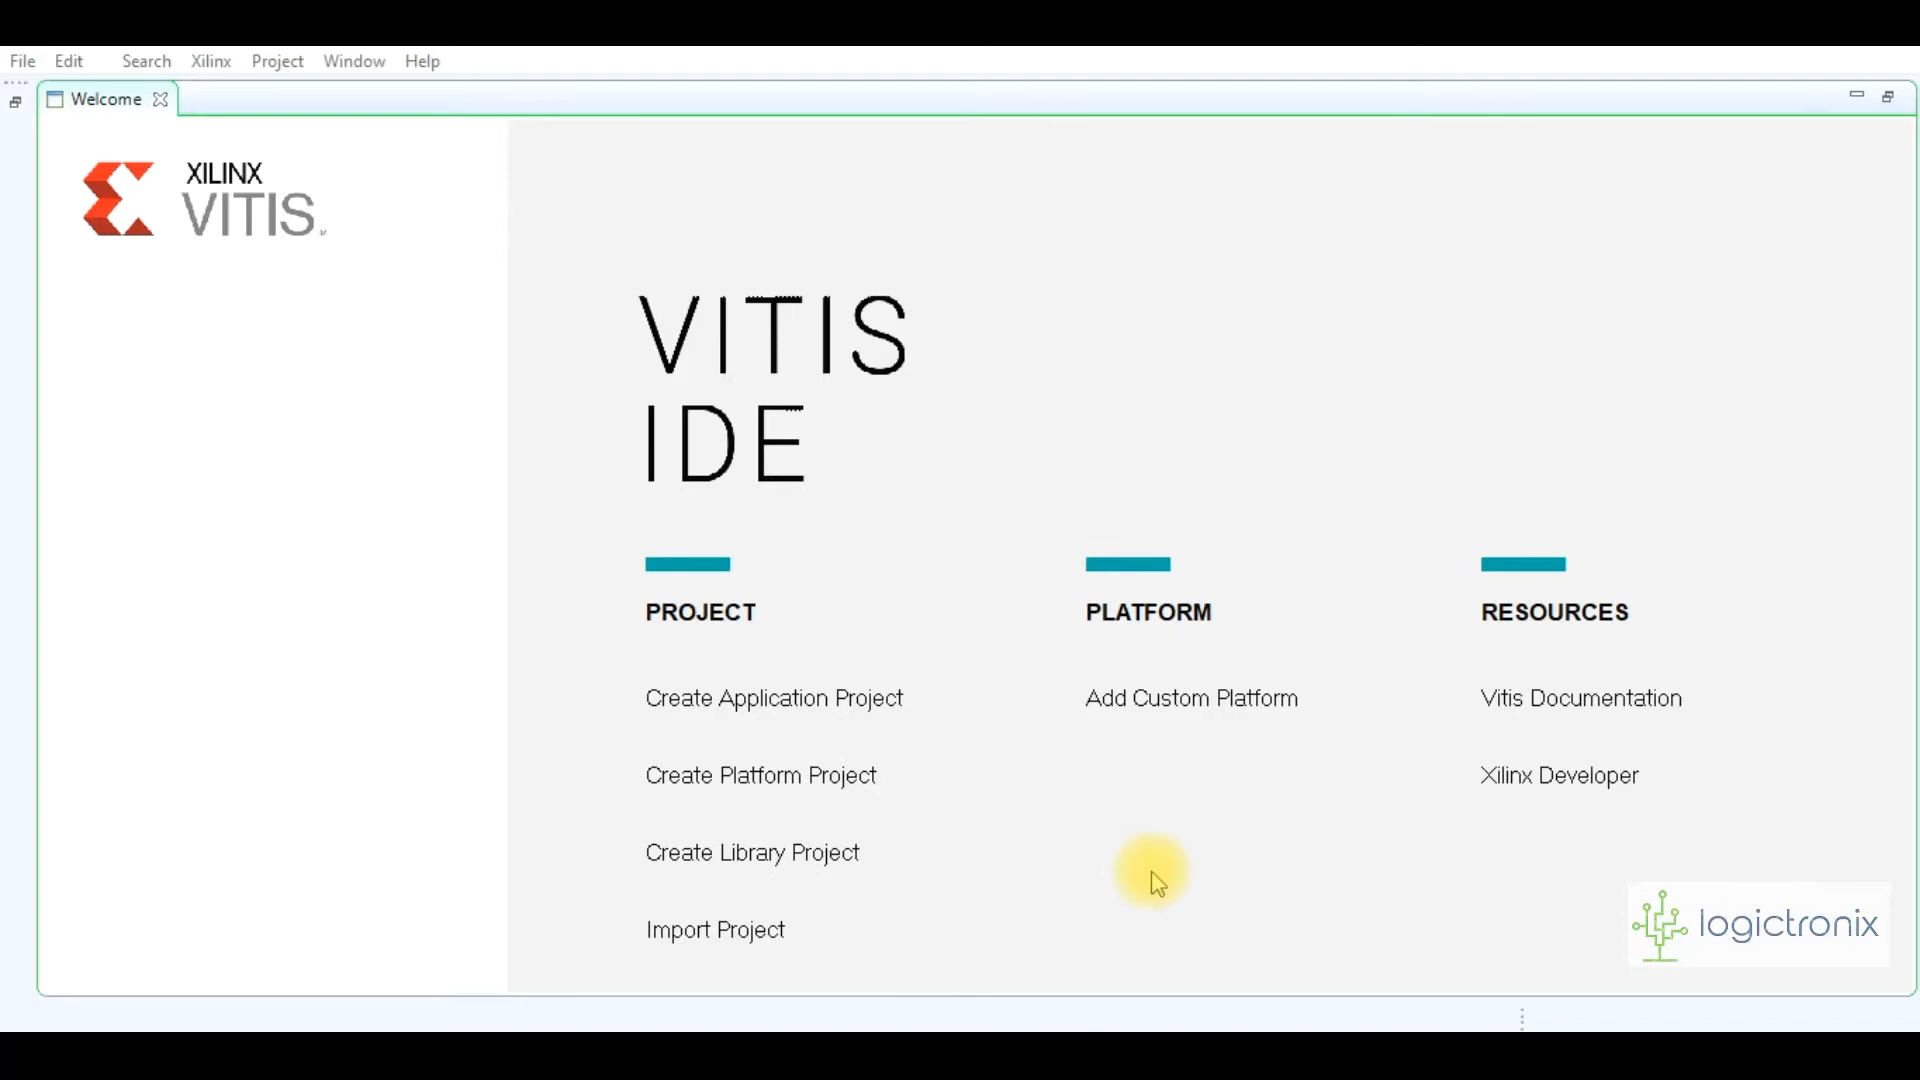 File Edit Search Xilinx Project Window Help
Welcome
XILINX
VITIS
VITIS
IDE
PROJECT PLATFORM RESOURCES
Create Application Project Add Custom Platform Vitis Documentation
Create Platform Project Xilinx Developer
Create Library Project
Import Project
logictronix